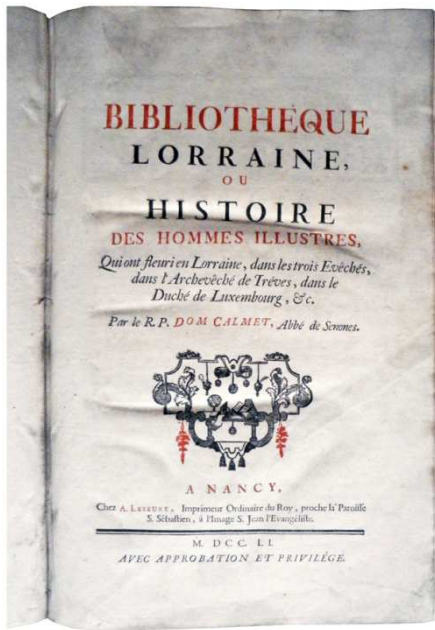 BIBLIOTHEQUE
LORRAINE,
OU
HISTOIRE
DES HOMMES ILLUSTRES,
Qui ont fleuri en Lorraine, dans les trois Evêchés,
dans l'Archevêché de Tréves, dans le
Duché de Luxembourg, &c.
Par le R. P. DOM CALMET, Abbé de Senones.
A NANCY,
Chez A. LESEURE, Imprimeur Ordinaire du Roy, proche la Paroisse
S. Sébastien, à l'Image S. Jean l'Evangéliste.
M. DCC. LI.
AVEC APPROBATION ET PRIVILÉGE.